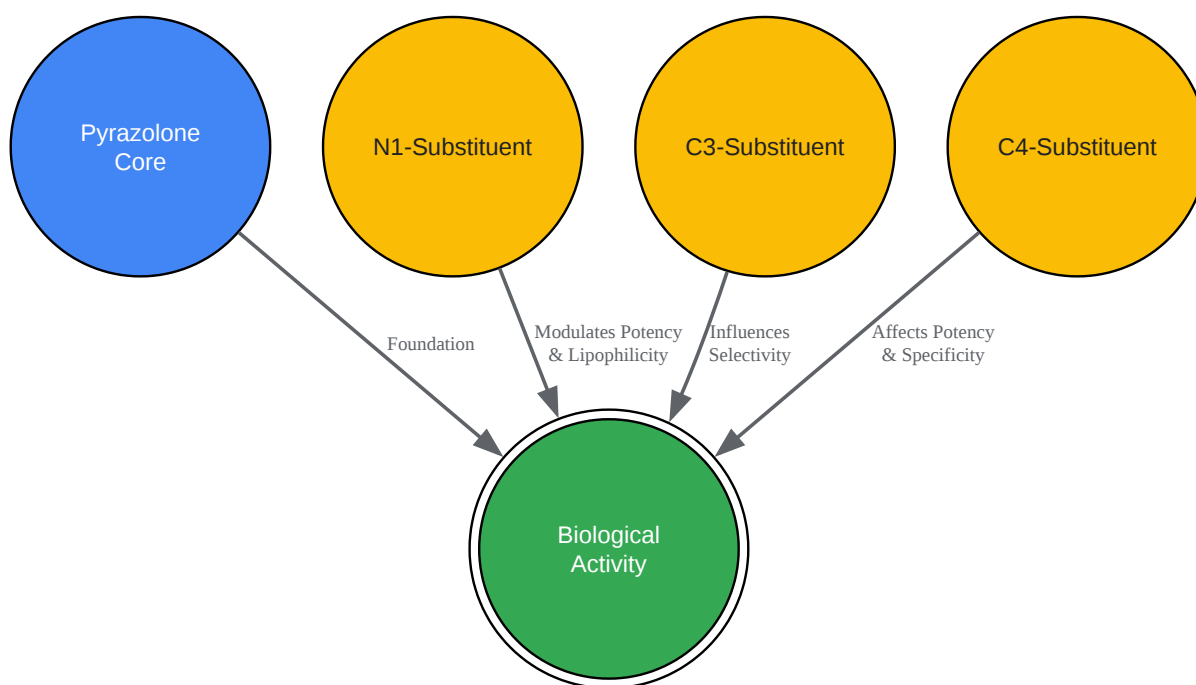 Pyrazolone
Core
N1-Substituent
C3-Substituent
C4-Substituent
Foundation
Modulates Potency
& Lipophilicity
Influences
Selectivity
Affects Potency
& Specificity
Biological
Activity